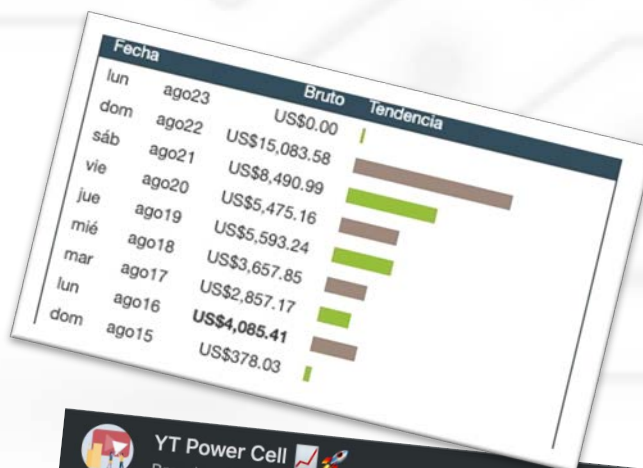 Fecha Bruto Tendencia
lun ago23 US$0.00
dom ago22 US$15,083.58
sáb ago21 US$8,490.99
vie ago20 US$5,475.16
jue ago19 US$5,593.24
mié ago18 US$3,657.85
mar ago17 US$2,857.17
lun ago16 US$4,085.41
dom ago15 US$378.03
YT Power Cell 📈🚀